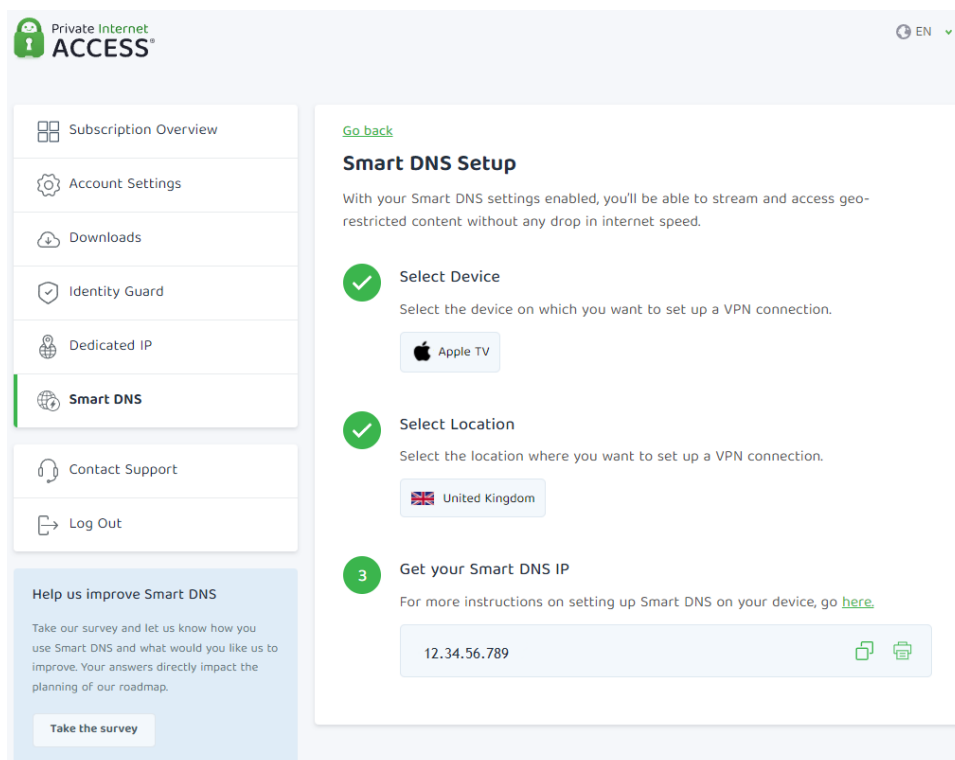 Private Internet
ACCESS®
EN
Subscription Overview
Account Settings
Downloads
Identity Guard
Dedicated IP
Smart DNS
Contact Support
Log Out
Help us improve Smart DNS
Take our survey and let us know how you
use Smart DNS and what would you like us to
improve. Your answers directly impact the
planning of our roadmap.
Take the survey
Go back
Smart DNS Setup
With your Smart DNS settings enabled, you'll be able to stream and access geo-
restricted content without any drop in internet speed.
Select Device
Select the device on which you want to set up a VPN connection.
Apple TV
Select Location
Select the location where you want to set up a VPN connection.
United Kingdom
3
Get your Smart DNS IP
For more instructions on setting up Smart DNS on your device, go here.
12.34.56.789